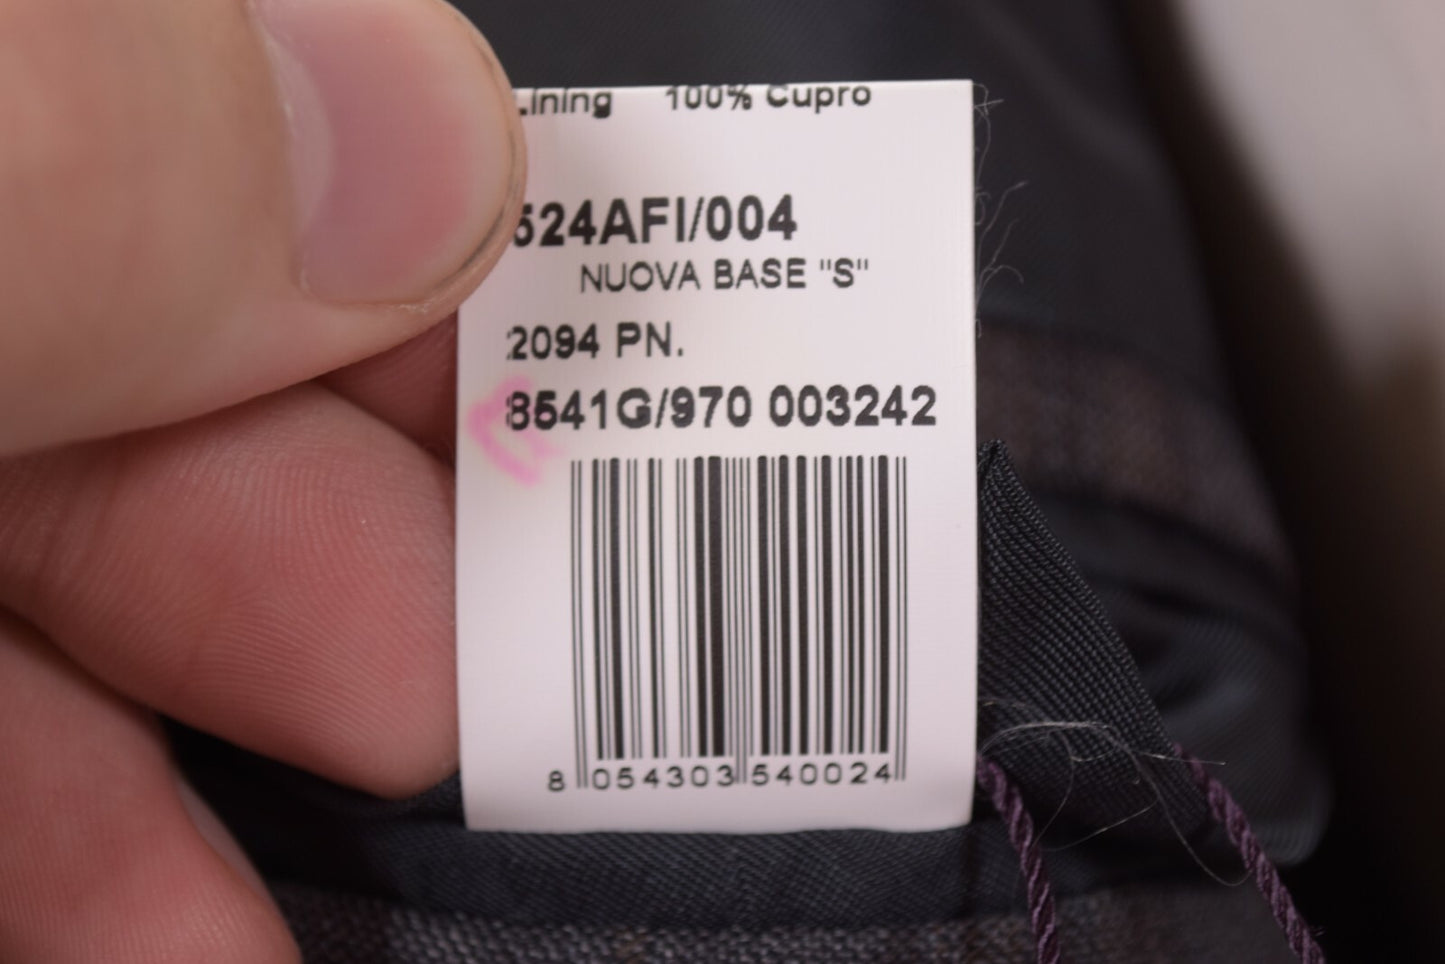 Lining 100% Cupro
524AFI/004
NUOVA BASE "S"
2094 PN.
8541G/970 003242
8 054303 540024